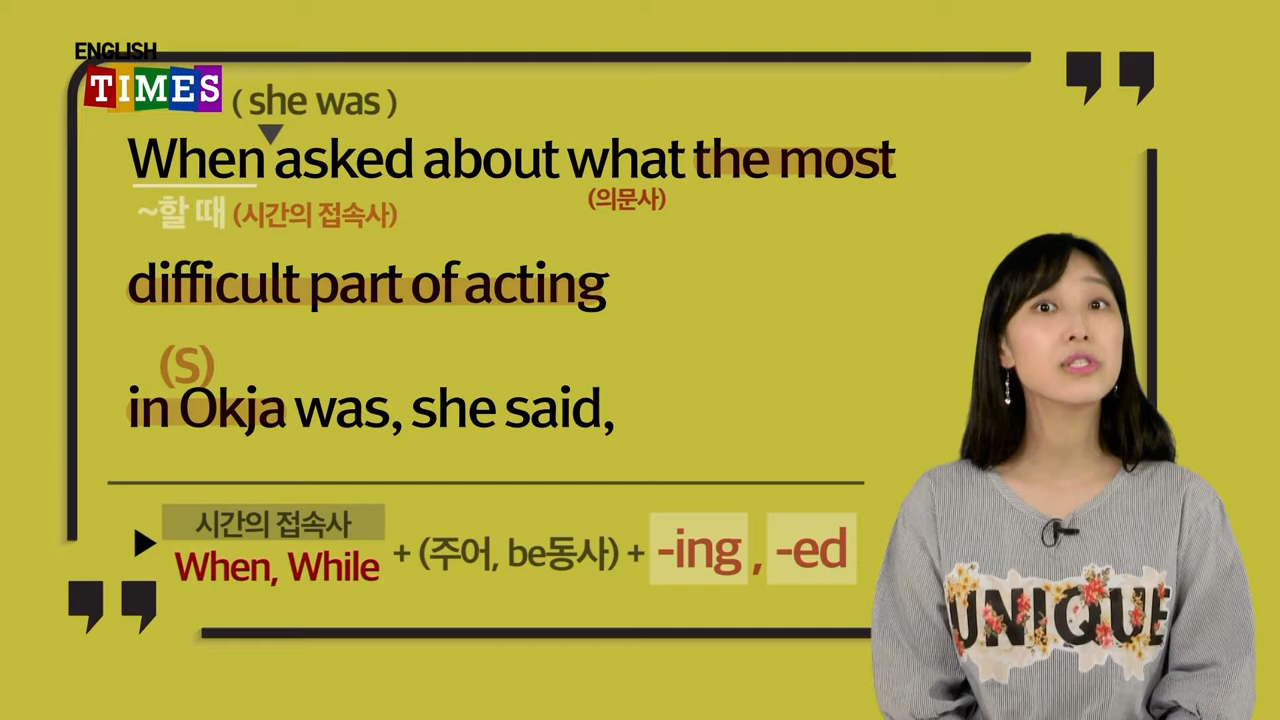 ENGLISH
TIMES
( she was )
When asked about what the most
(의문사)
~할 때 (시간의 접속사)
difficult part of acting
(S)
in Okja was, she said,
시간의 접속사
When, While + (주어, be동사) + -ing , -ed
UNIQUE